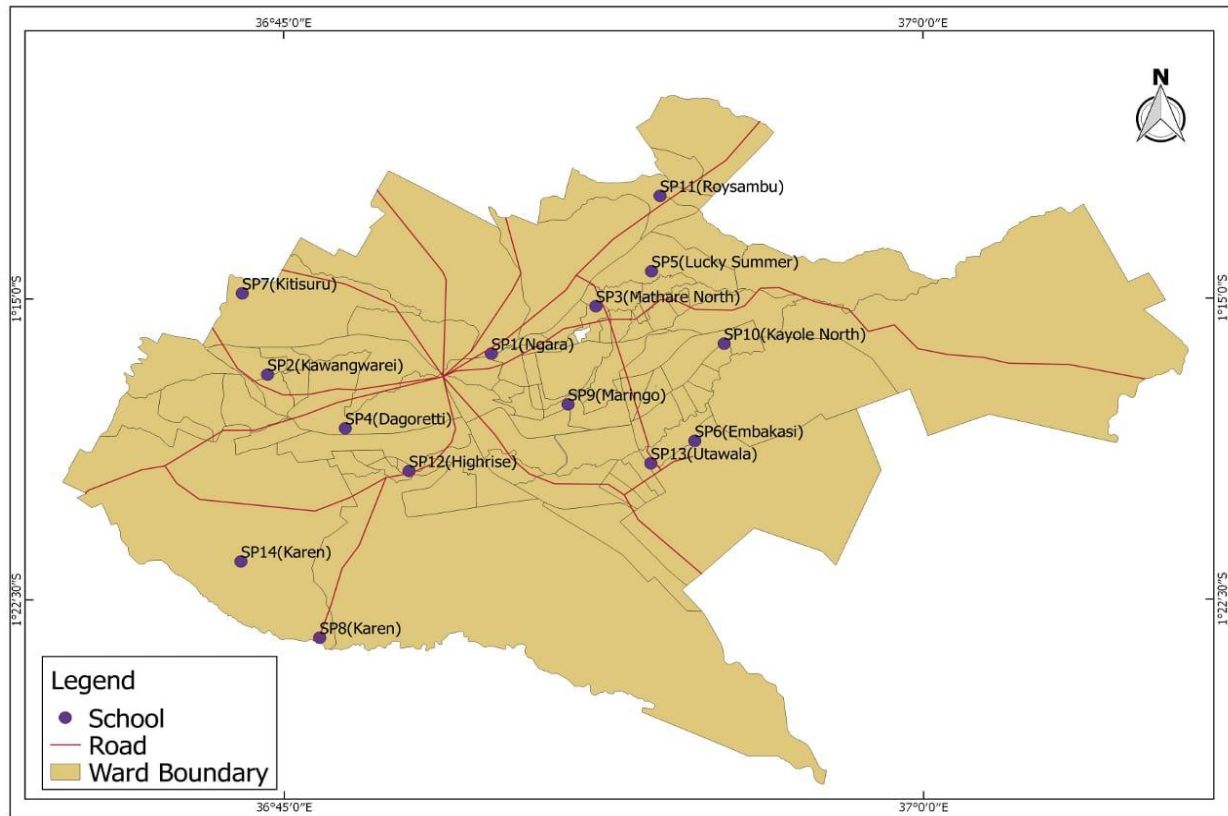 36°45'0"E
37°0'0"E
N
SP11(Roysambu)
SP5(Lucky Summer)
SP7(Kitisuru)
1°15'0"S
1°15'0"S
SP3(Mathare North)
SP10(Kayole North)
SP1(Ngara)
SP2(Kawangwarei)
SP9(Maringo)
SP4(Dagoretti)
SP6(Embakasi)
SP13(Utawala)
SP12(Highrise)
SP14(Karen)
1°22'30"S
1°22'30"S
SP8(Karen)
Legend
School
Road
Ward Boundary
36°45'0"E
37°0'0"E